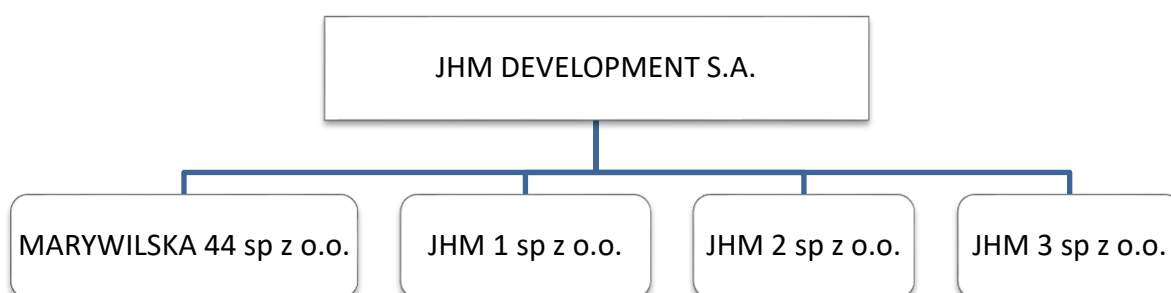 JHM DEVELOPMENT S.A.
MARYWILSKA 44 sp z o.o.
JHM 1 sp z o.o.
JHM 2 sp z o.o.
JHM 3 sp z o.o.